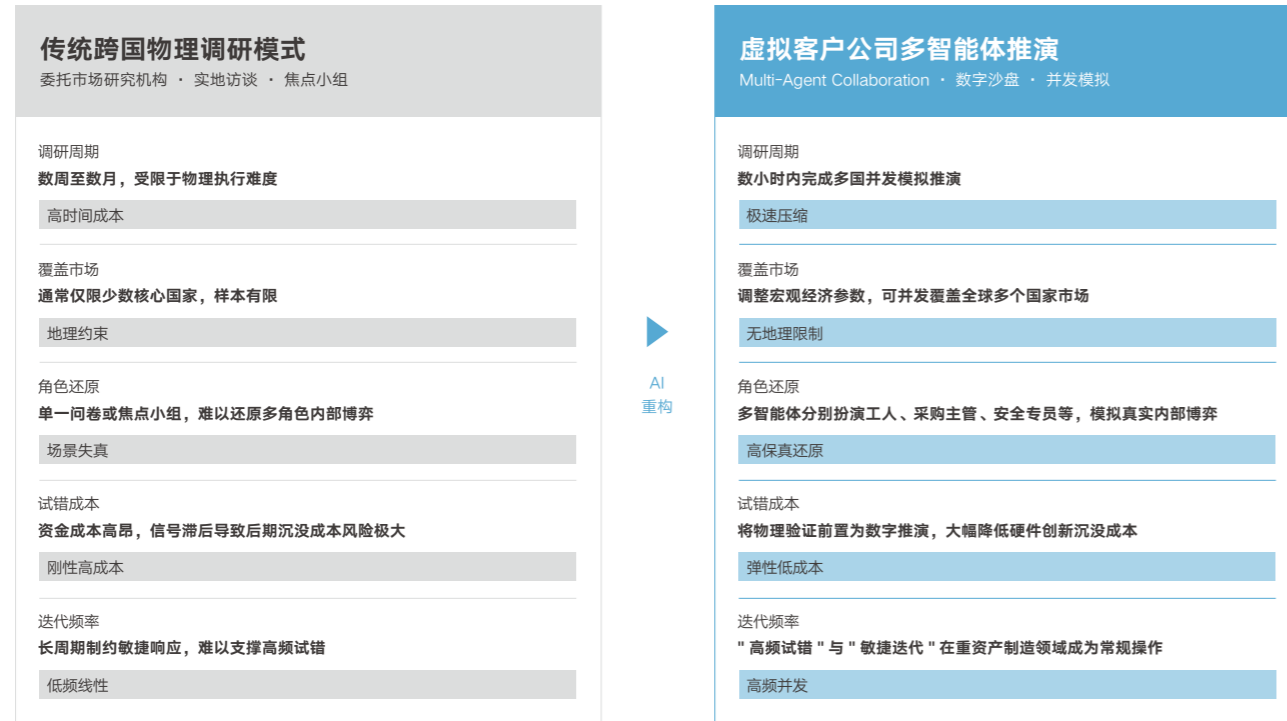 传统跨国物理调研模式
委托市场研究机构 · 实地访谈 · 焦点小组
调研周期
数周至数月，受限于物理执行难度
高时间成本
覆盖市场
通常仅限少数核心国家，样本有限
地理约束
角色还原
单一问卷或焦点小组，难以还原多角色内部博弈
场景失真
试错成本
资金成本高昂，信号滞后导致后期沉没成本风险极大
刚性高成本
迭代频率
长周期制约敏捷响应，难以支撑高频试错
低频线性
AI
重构
虚拟客户公司多智能体推演
Multi-Agent Collaboration · 数字沙盘 · 并发模拟
调研周期
数小时内完成多国并发模拟推演
极速压缩
覆盖市场
调整宏观经济参数，可并发覆盖全球多个国家市场
无地理限制
角色还原
多智能体分别扮演工人、采购主管、安全专员等，模拟真实内部博弈
高保真还原
试错成本
将物理验证前置为数字推演，大幅降低硬件创新沉没成本
弹性低成本
迭代频率
" 高频试错 " 与 " 敏捷迭代 " 在重资产制造领域成为常规操作
高频并发